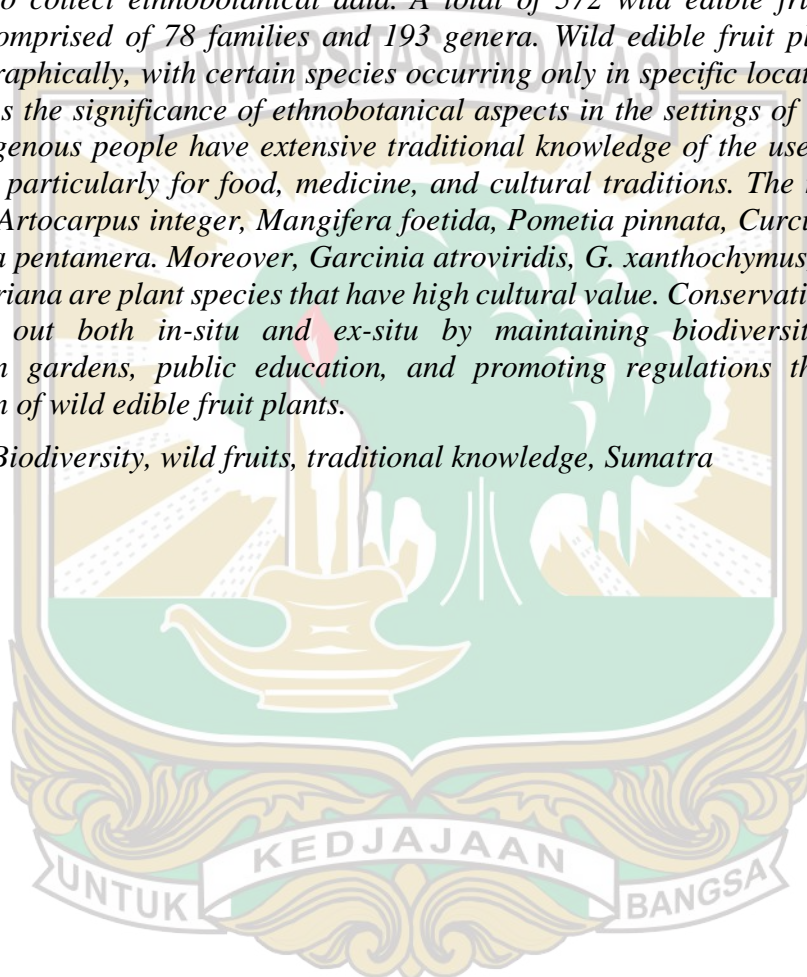 o collect ethnobotanical data. A total of 572 wild edible fru
omprised of 78 families and 193 genera. Wild edible fruit pl
raphically, with certain species occurring only in specific locat
s the significance of ethnobotanical aspects in the settings of
genous people have extensive traditional knowledge of the use
particularly for food, medicine, and cultural traditions. The
Artocarpus integer, Mangifera foetida, Pometia pinnata, Curcu
a pentamera. Moreover, Garcinia atroviridis, G. xanthochymus
riana are plant species that have high cultural value. Conservati
out both in-situ and ex-situ by maintaining biodiversit
n gardens, public education, and promoting regulations th
n of wild edible fruit plants.
Biodiversity, wild fruits, traditional knowledge, Sumatra
UNIVERSITAS ANDALAS
UNTUK KEDJAJAAN BANGSA